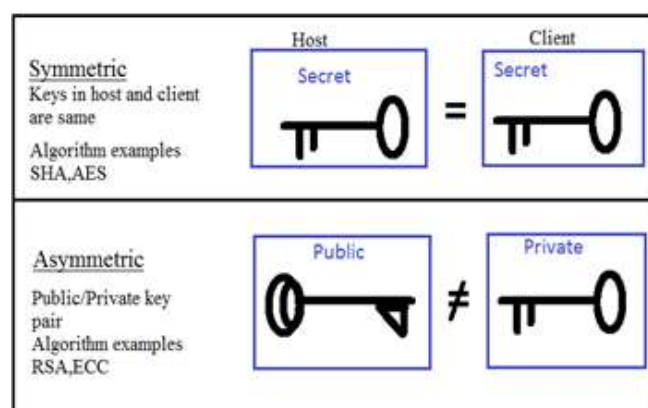 Host
Client
Symmetric
Keys in host and client
are same
Algorithm examples
SHA,AES
Secret
=
Secret
Asymmetric
Public/Private key
pair
Algorithm examples
RSA,ECC
Public
≠
Private